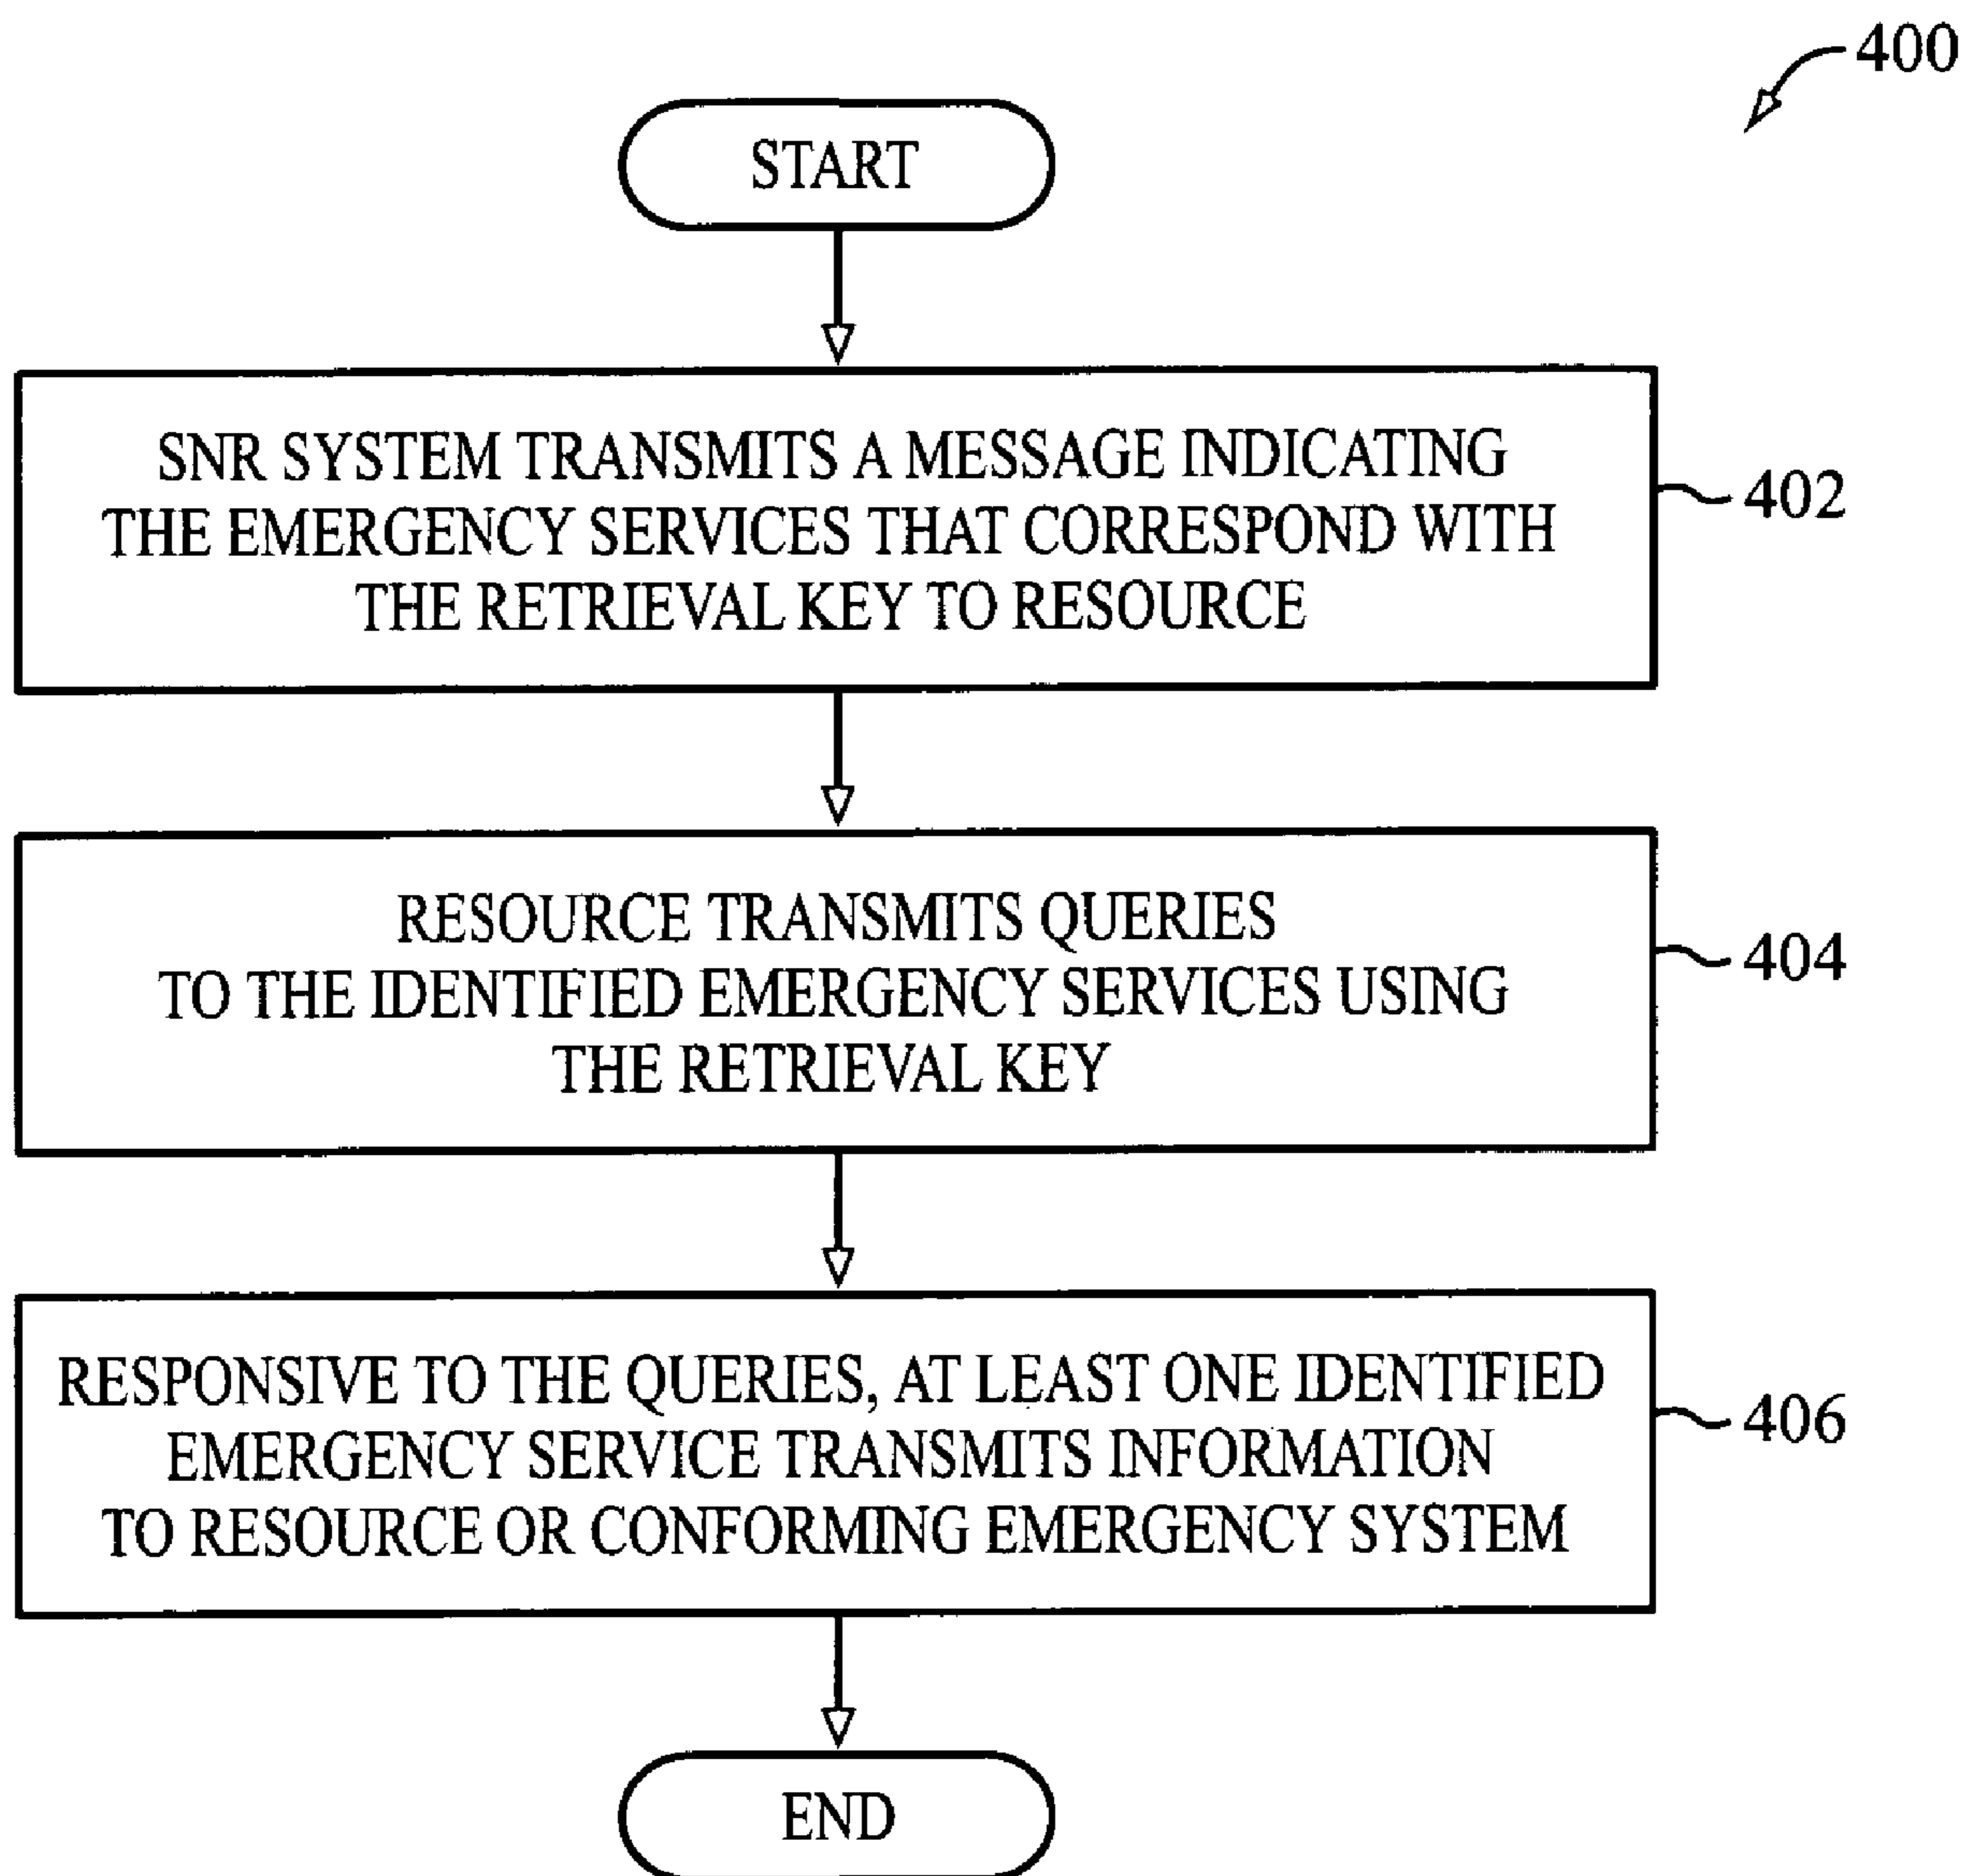 400
START
SNR SYSTEM TRANSMITS A MESSAGE INDICATING
THE EMERGENCY SERVICES THAT CORRESPOND WITH
THE RETRIEVAL KEY TO RESOURCE
402
RESOURCE TRANSMITS QUERIES
TO THE IDENTIFIED EMERGENCY SERVICES USING
THE RETRIEVAL KEY
404
RESPONSIVE TO THE QUERIES, AT LEAST ONE IDENTIFIED
EMERGENCY SERVICE TRANSMITS INFORMATION
TO RESOURCE OR CONFORMING EMERGENCY SYSTEM
406
END